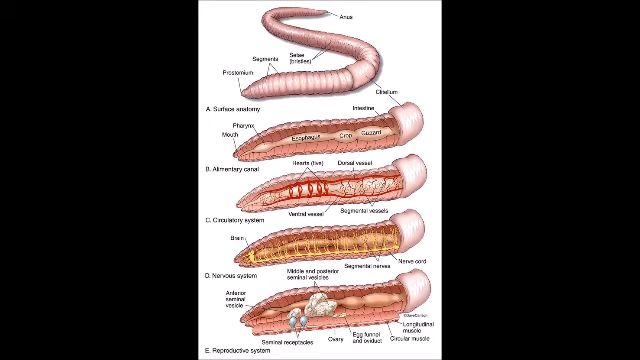 Anus
Setae
(bristles)
Segments
Prostomium
Clitellum
A. Surface anatomy
Intestine
Pharynx
Mouth
Esophagus
Crop
Gizzard
B. Alimentary canal
Hearts (five)
Dorsal vessel
Ventral vessel
Segmental vessels
C. Circulatory system
Brain
Segmental nerves
Nerve cord
D. Nervous system
Middle and posterior
seminal vesicles
Anterior
seminal
vesicle
Longitudinal
muscle
Circular muscle
Seminal receptacles
Ovary
Egg funnel
and oviduct
E. Reproductive system